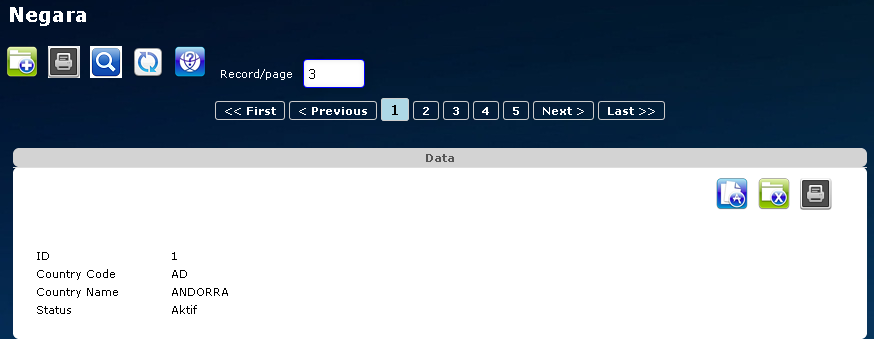 Negara
Record/page 3
<< First < Previous 1 2 3 4 5 Next > Last >>
Data
ID 1
Country Code AD
Country Name ANDORRA
Status Aktif